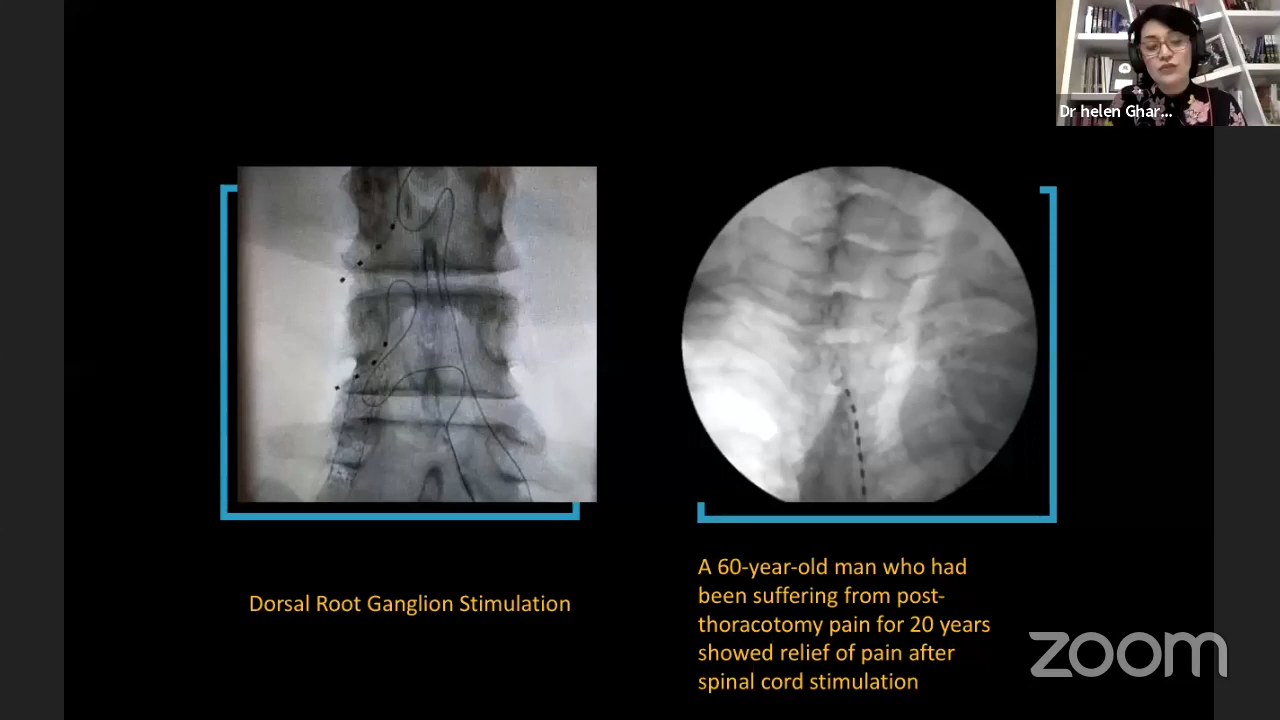 Dr helen Ghar...
Dorsal Root Ganglion Stimulation
A 60-year-old man who had
been suffering from post-
thoracotomy pain for 20 years
showed relief of pain after
spinal cord stimulation
zoom